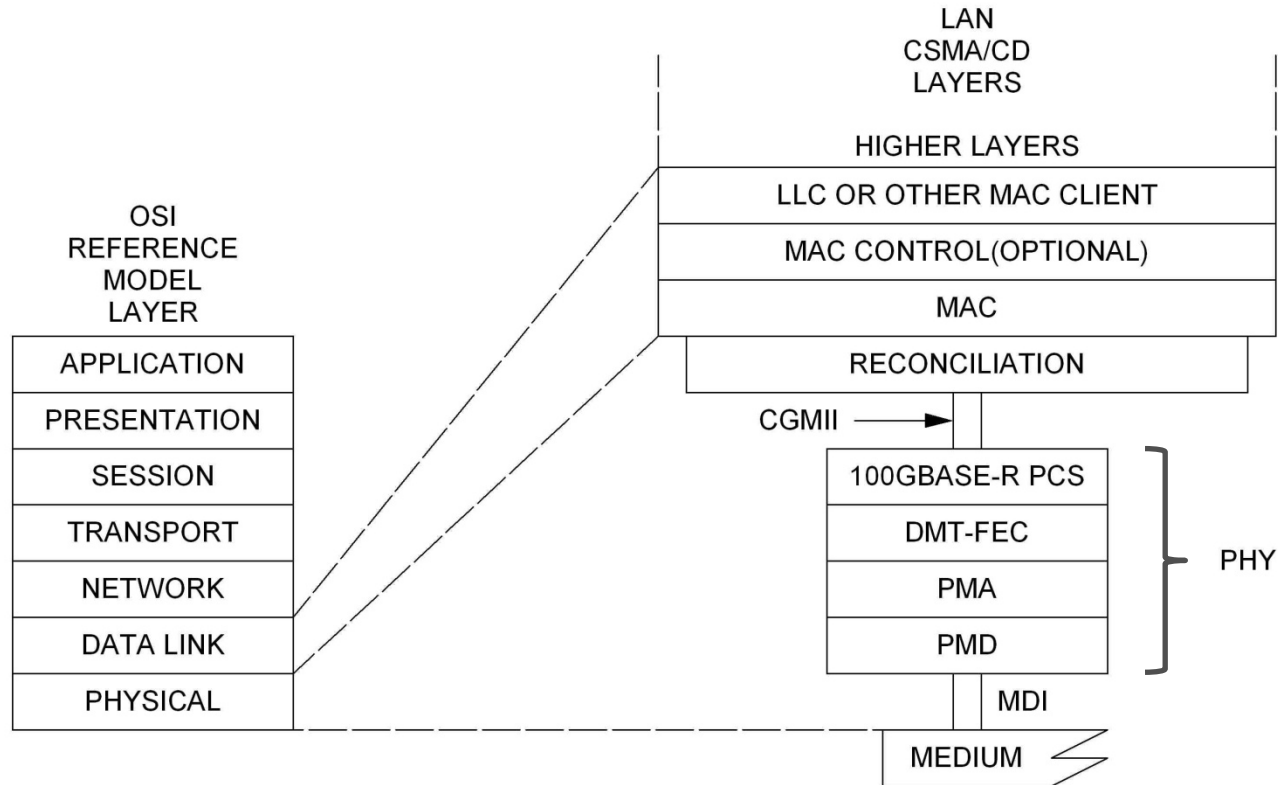 LAN
CSMA/CD
LAYERS
HIGHER LAYERS
LLC OR OTHER MAC CLIENT
MAC CONTROL(OPTIONAL)
MAC
RECONCILIATION
CGMII
100GBASE-R PCS
DMT-FEC
PMA
PMD
PHY
MDI
MEDIUM
OSI
REFERENCE
MODEL
LAYER
APPLICATION
PRESENTATION
SESSION
TRANSPORT
NETWORK
DATA LINK
PHYSICAL